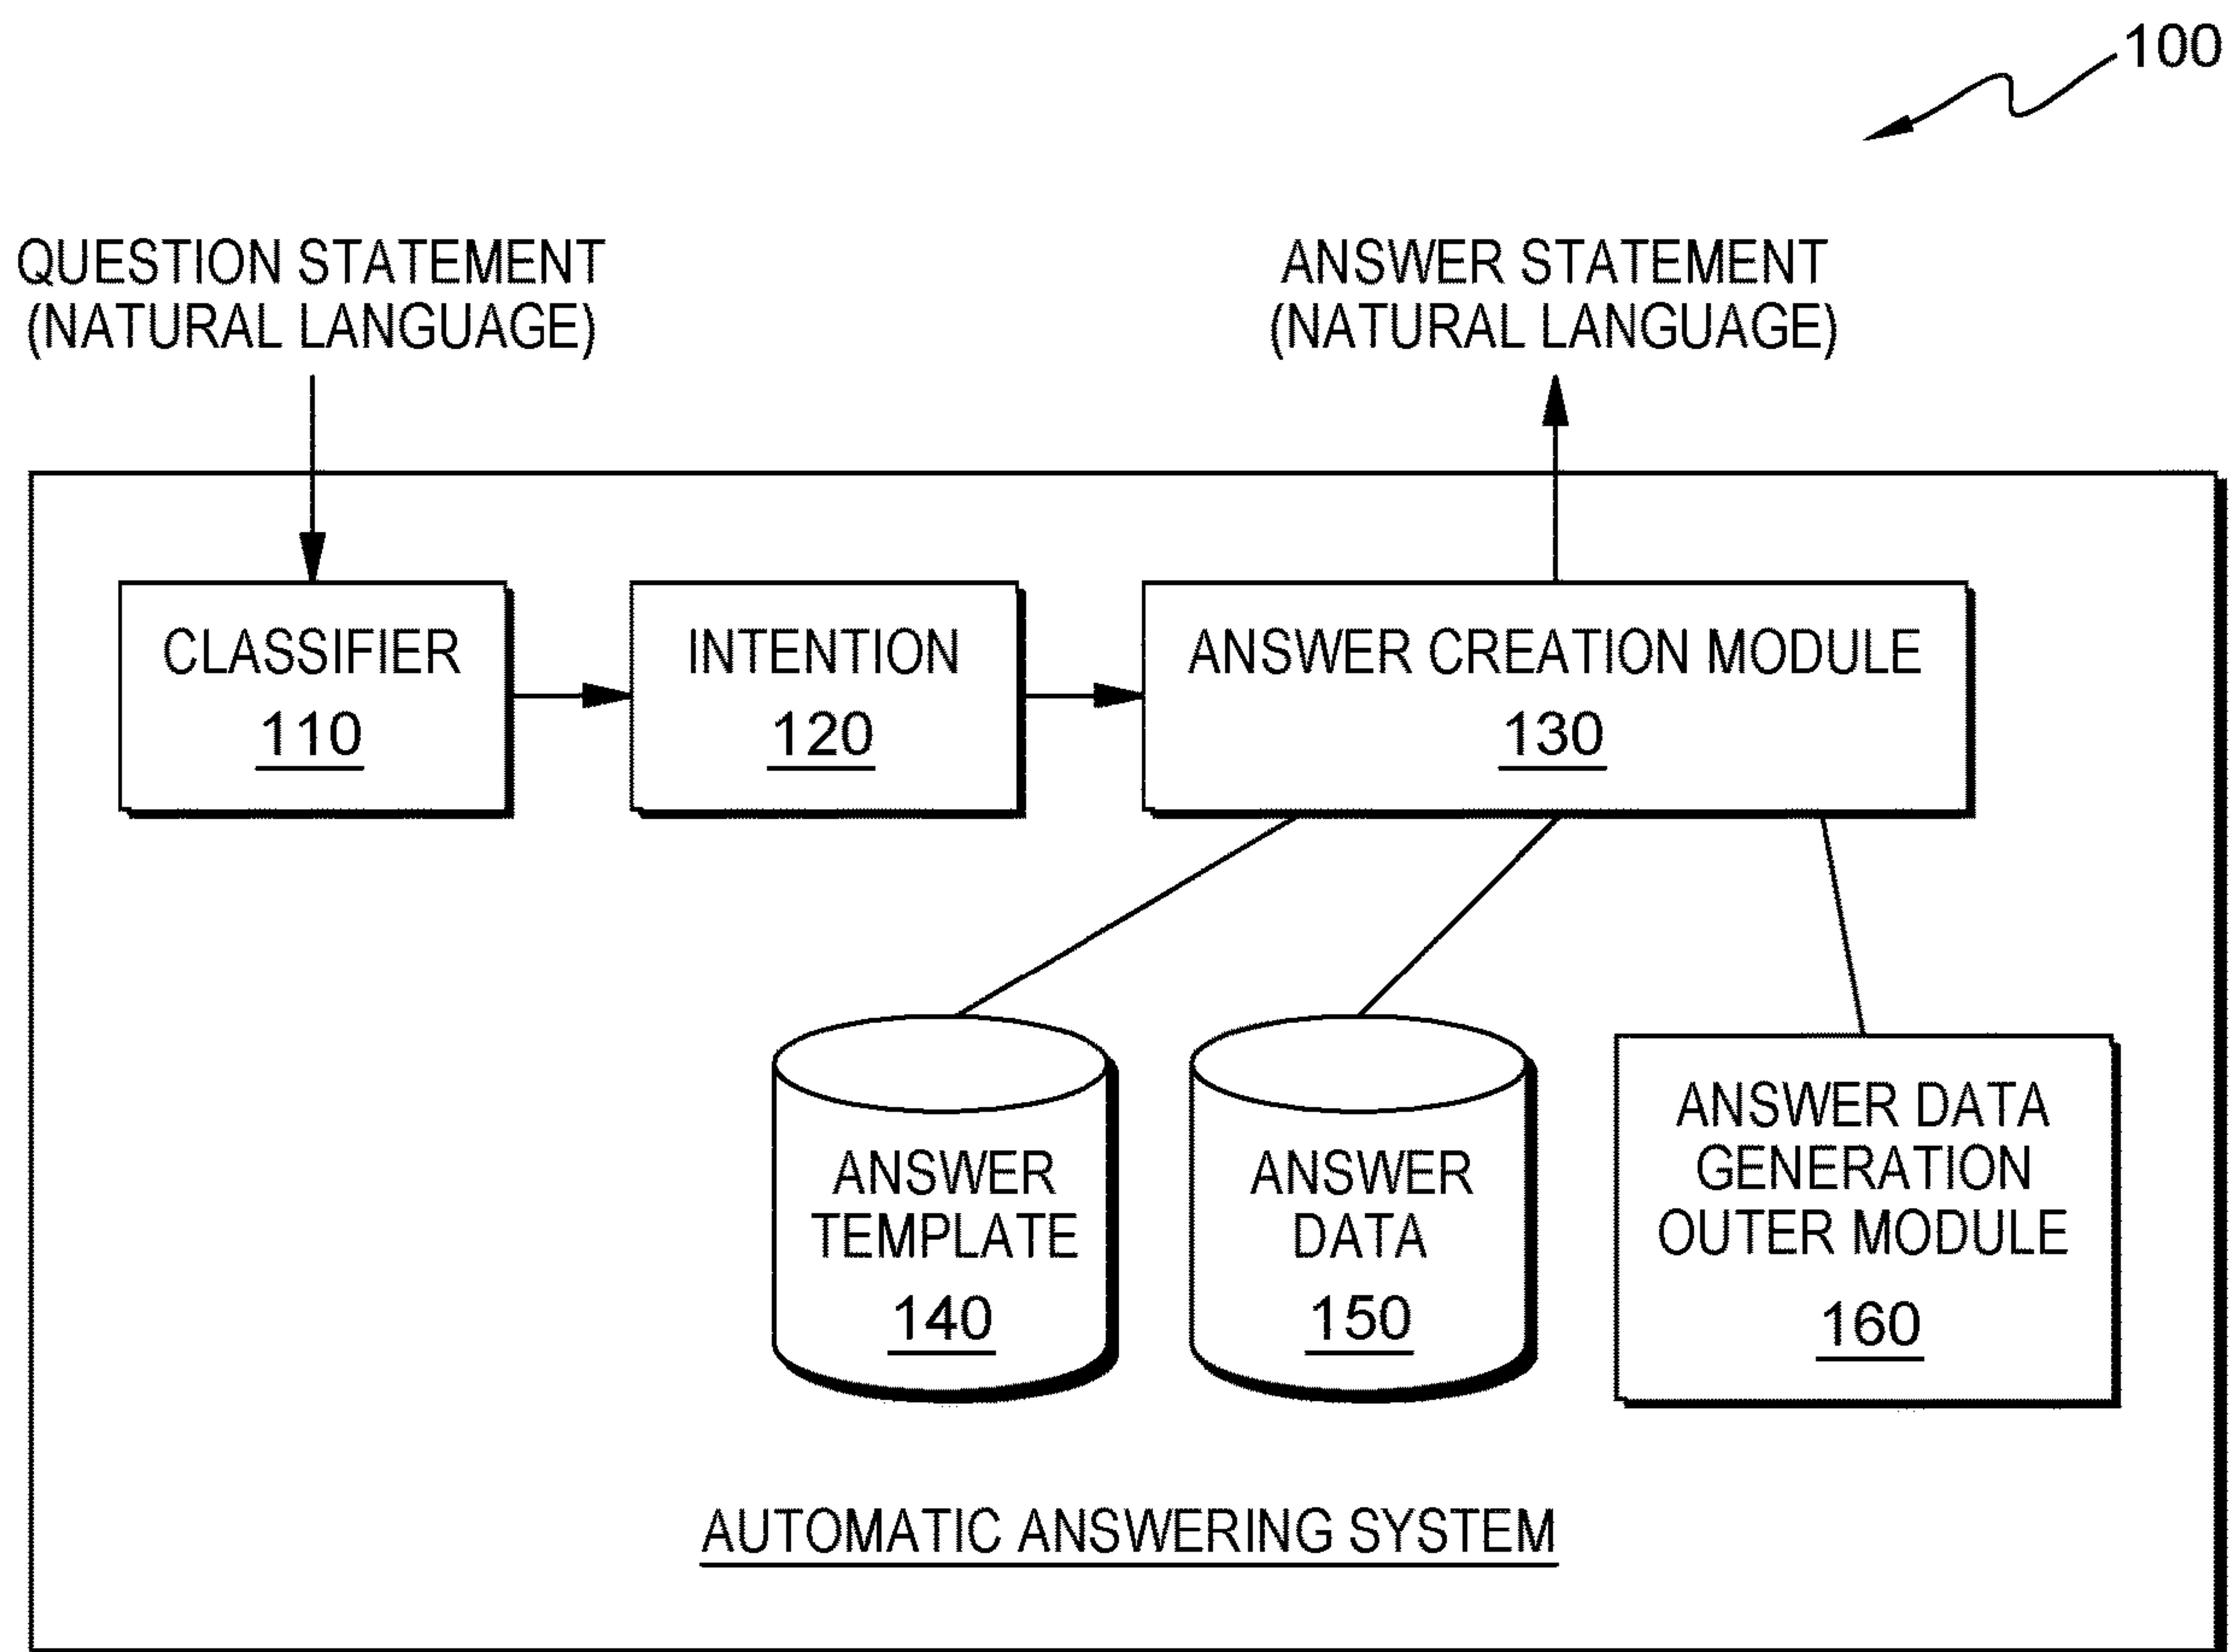 100
QUESTION STATEMENT
(NATURAL LANGUAGE)
ANSWER STATEMENT
(NATURAL LANGUAGE)
CLASSIFIER
110
INTENTION
120
ANSWER CREATION MODULE
130
ANSWER
TEMPLATE
140
ANSWER
DATA
150
ANSWER DATA
GENERATION
OUTER MODULE
160
AUTOMATIC ANSWERING SYSTEM